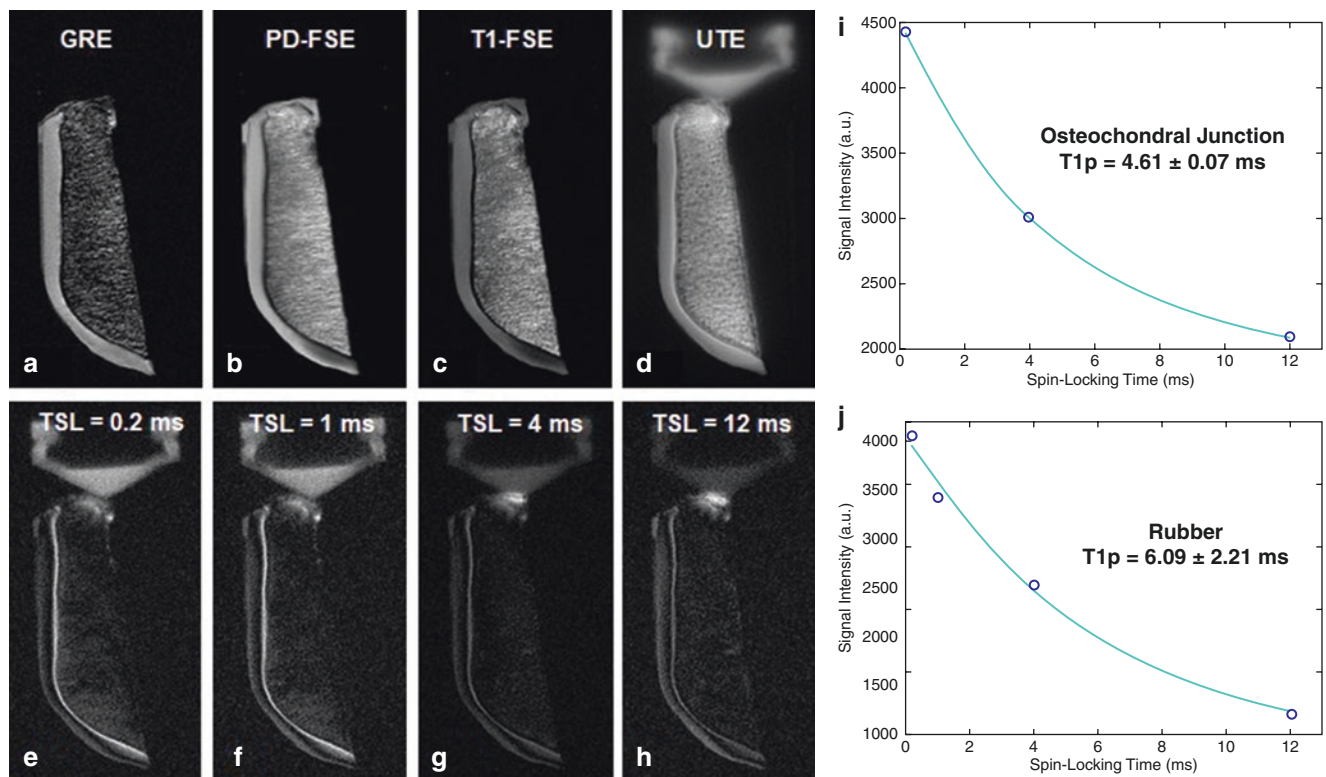 GRE
PD-FSE
T1-FSE
UTE
a
b
c
d
TSL = 0.2 ms
TSL = 1 ms
TSL = 4 ms
TSL = 12 ms
e
f
g
h
i
4500
4000
3500
3000
2500
2000
Signal Intensity (a.u.)
Osteochondral Junction
T1p = 4.61 ± 0.07 ms
0 2 4 6 8 10 12
Spin-Locking Time (ms)
j
4000
3500
3000
2500
2000
1500
1000
Signal Intensity (a.u.)
Rubber
T1p = 6.09 ± 2.21 ms
0 2 4 6 8 10 12
Spin-Locking Time (ms)